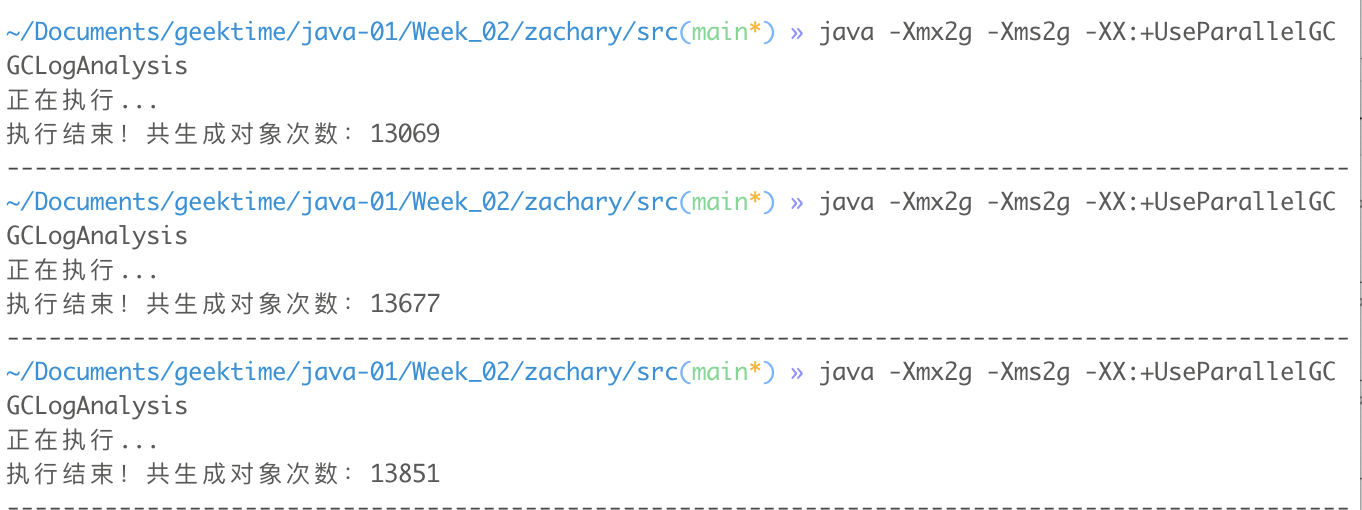 ~/Documents/geektime/java-01/Week_02/zachary/src(main*) » java -Xmx2g -Xms2g -XX:+UseParallelGC
GCLogAnalysis
正在执行...
执行结束! 共生成对象次数: 13069
------------------------------------------------------------------------------------------------
~/Documents/geektime/java-01/Week_02/zachary/src(main*) » java -Xmx2g -Xms2g -XX:+UseParallelGC
GCLogAnalysis
正在执行...
执行结束! 共生成对象次数: 13677
------------------------------------------------------------------------------------------------
~/Documents/geektime/java-01/Week_02/zachary/src(main*) » java -Xmx2g -Xms2g -XX:+UseParallelGC
GCLogAnalysis
正在执行...
执行结束! 共生成对象次数: 13851
------------------------------------------------------------------------------------------------